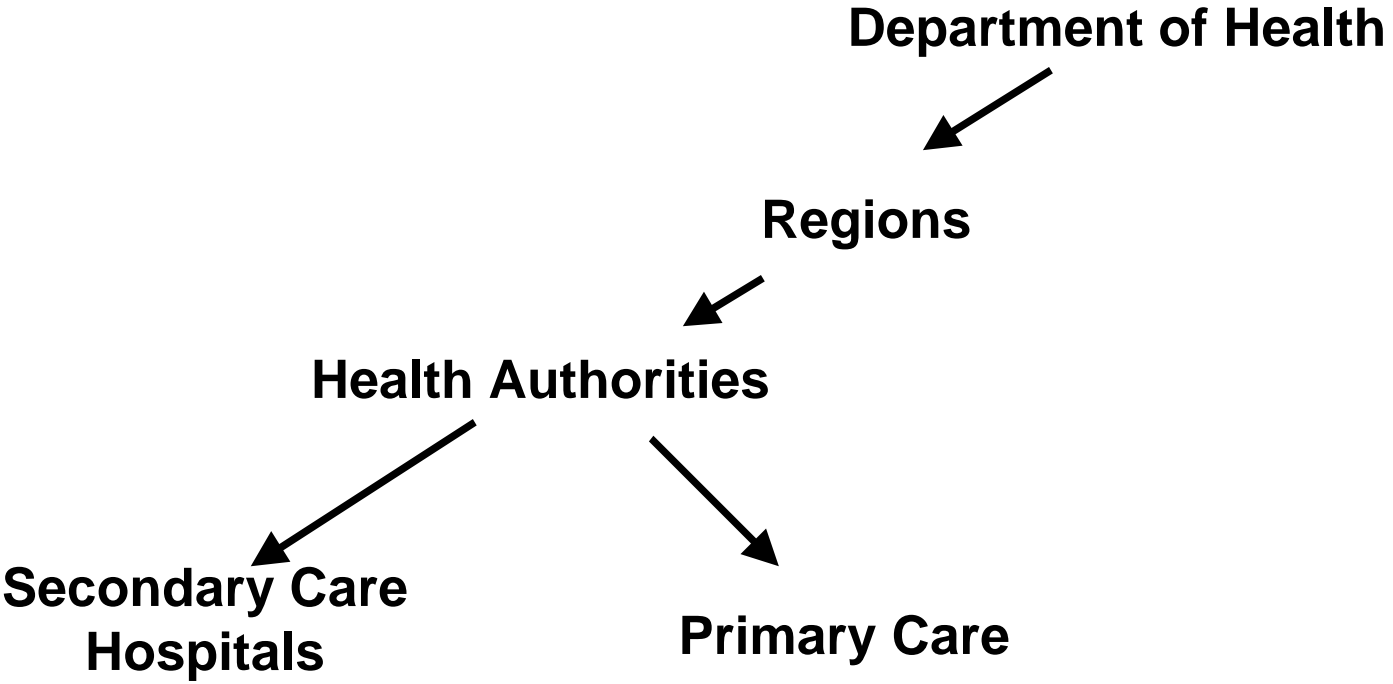 Department of Health
Regions
Health Authorities
Secondary Care
Hospitals
Primary Care